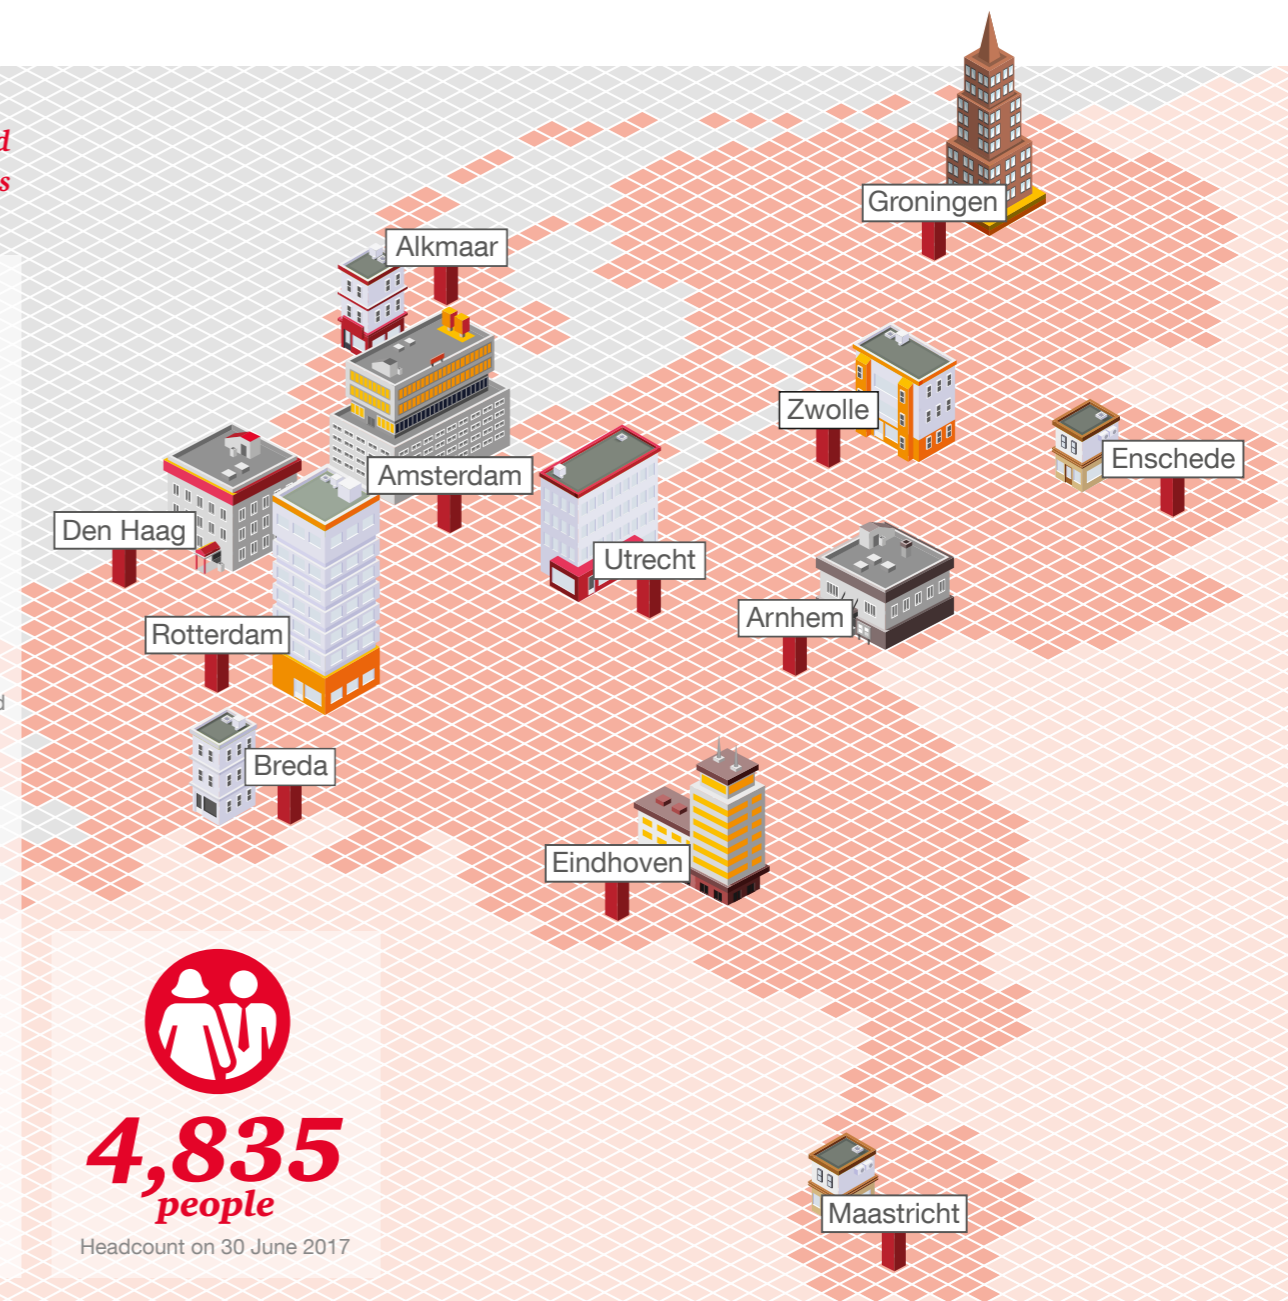 d
s
Groningen
Alkmaar
Zwolle
Enschede
Amsterdam
Den Haag
Utrecht
Arnhem
Rotterdam
d
Breda
Eindhoven
4,835
people
Headcount on 30 June 2017
Maastricht